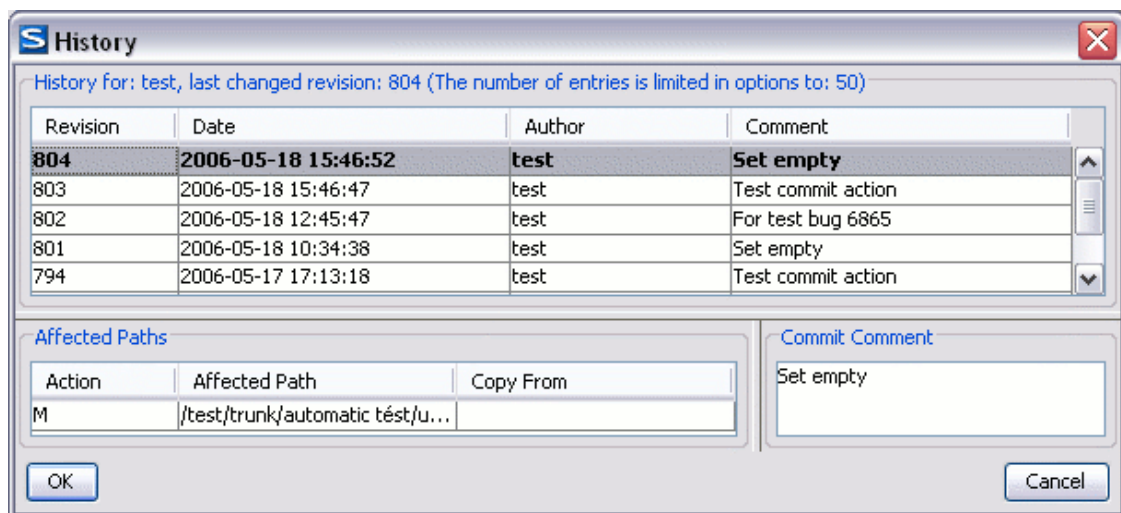 S History
History for: test, last changed revision: 804 (The number of entries is limited in options to: 50)
Revision Date Author Comment
804 2006-05-18 15:46:52 test Set empty
803 2006-05-18 15:46:47 test Test commit action
802 2006-05-18 12:45:47 test For test bug 6865
801 2006-05-18 10:34:38 test Set empty
794 2006-05-17 17:13:18 test Test commit action
Affected Paths
Action Affected Path Copy From
M /test/trunk/automatic tést/u...
Commit Comment
Set empty
OK Cancel